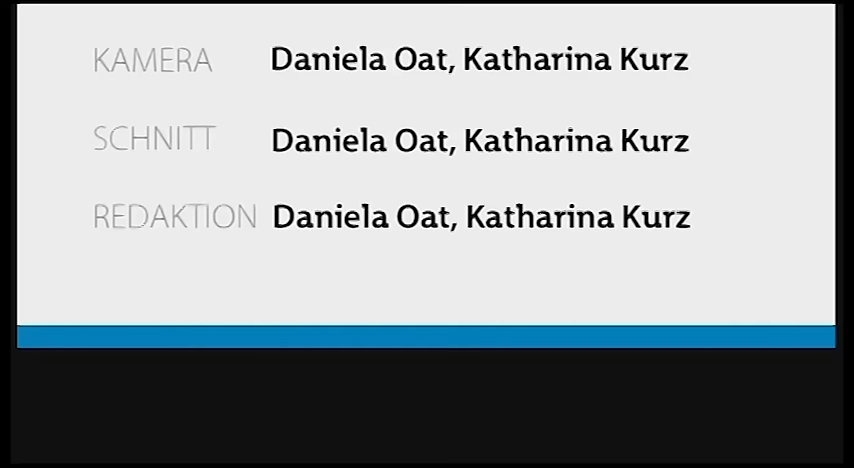 KAMERA Daniela Oat, Katharina Kurz
SCHNITT Daniela Oat, Katharina Kurz
REDAKTION Daniela Oat, Katharina Kurz